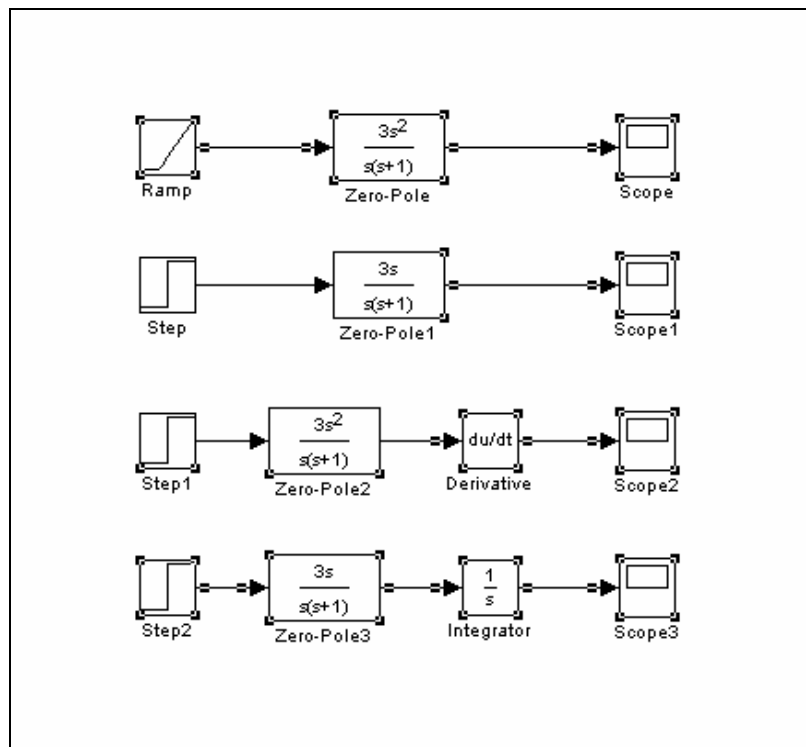 3s²
s(s+1)
Ramp
Zero-Pole
Scope
3s
s(s+1)
Step
Zero-Pole1
Scope1
3s²
s(s+1)
du/dt
Step1
Zero-Pole2
Derivative
Scope2
3s
s(s+1)
1
s
Step2
Zero-Pole3
Integrator
Scope3